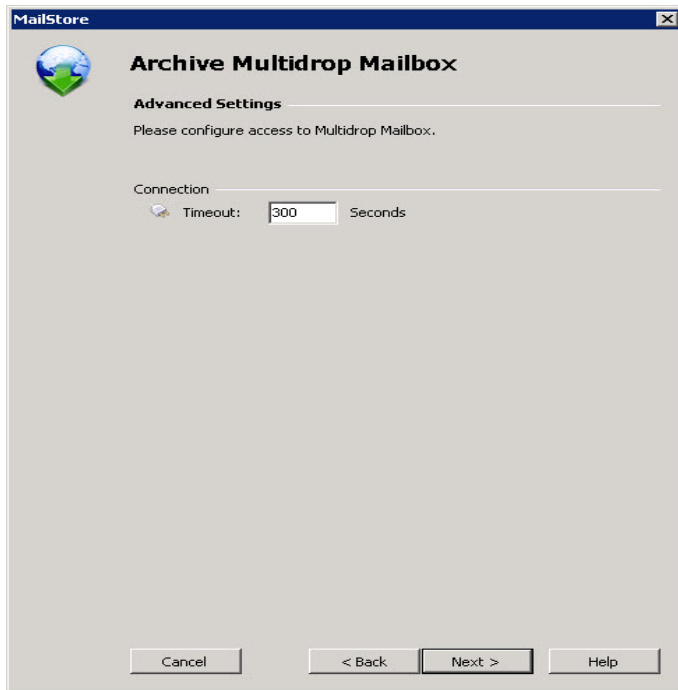 MailStore
Archive Multidrop Mailbox
Advanced Settings
Please configure access to Multidrop Mailbox.
Connection
Timeout: 300 Seconds
Cancel < Back Next > Help